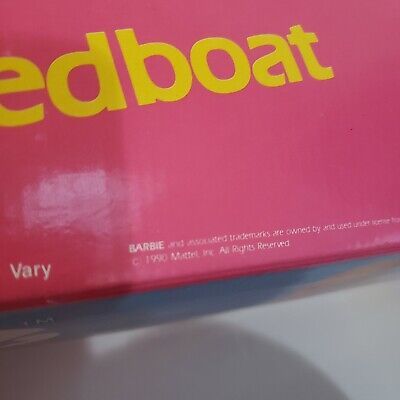 edboat
BARBIE and associated trademarks are owned by and used under license
© 1990 Mattel, Inc. All Rights Reserved.
Vary